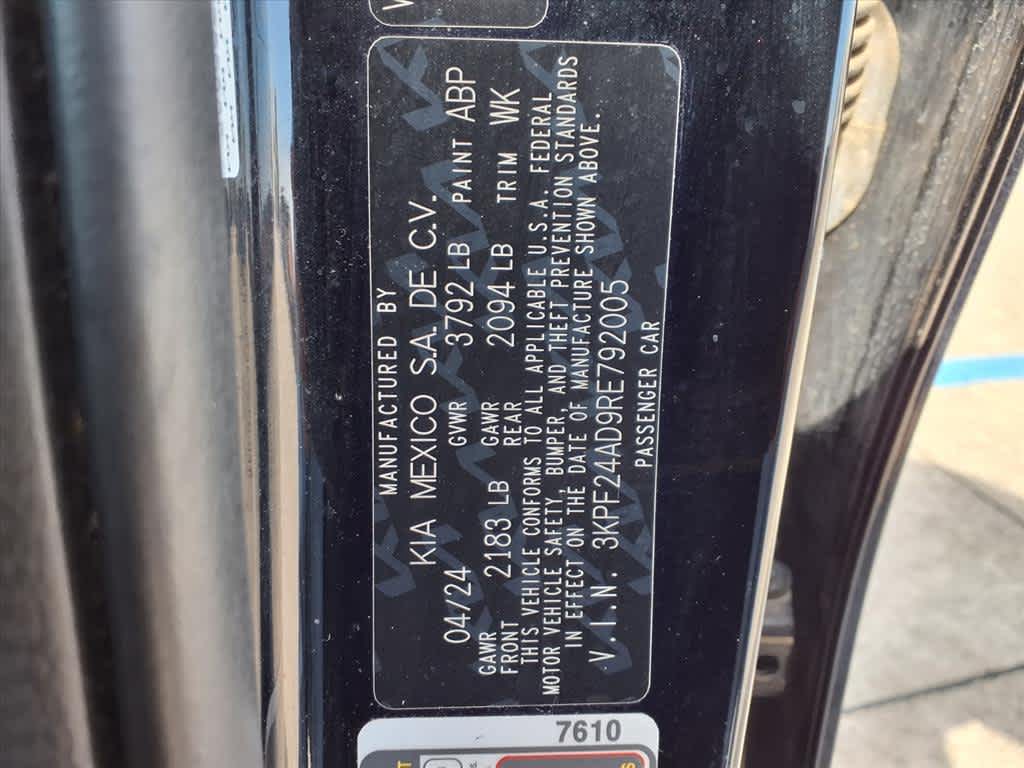 MANUFACTURED BY
KIA MEXICO S.A. DE C.V.
04/24 GVWR 3792 LB PAINT ABP
GAWR FRONT 2183 LB GAWR REAR 2094 LB TRIM WK
THIS VEHICLE CONFORMS TO ALL APPLICABLE U.S.A. FEDERAL
MOTOR VEHICLE SAFETY, BUMPER, AND THEFT PREVENTION STANDARDS
IN EFFECT ON THE DATE OF MANUFACTURE SHOWN ABOVE.
V.I.N. 3KPF24AD9RE792005
PASSENGER CAR
7610